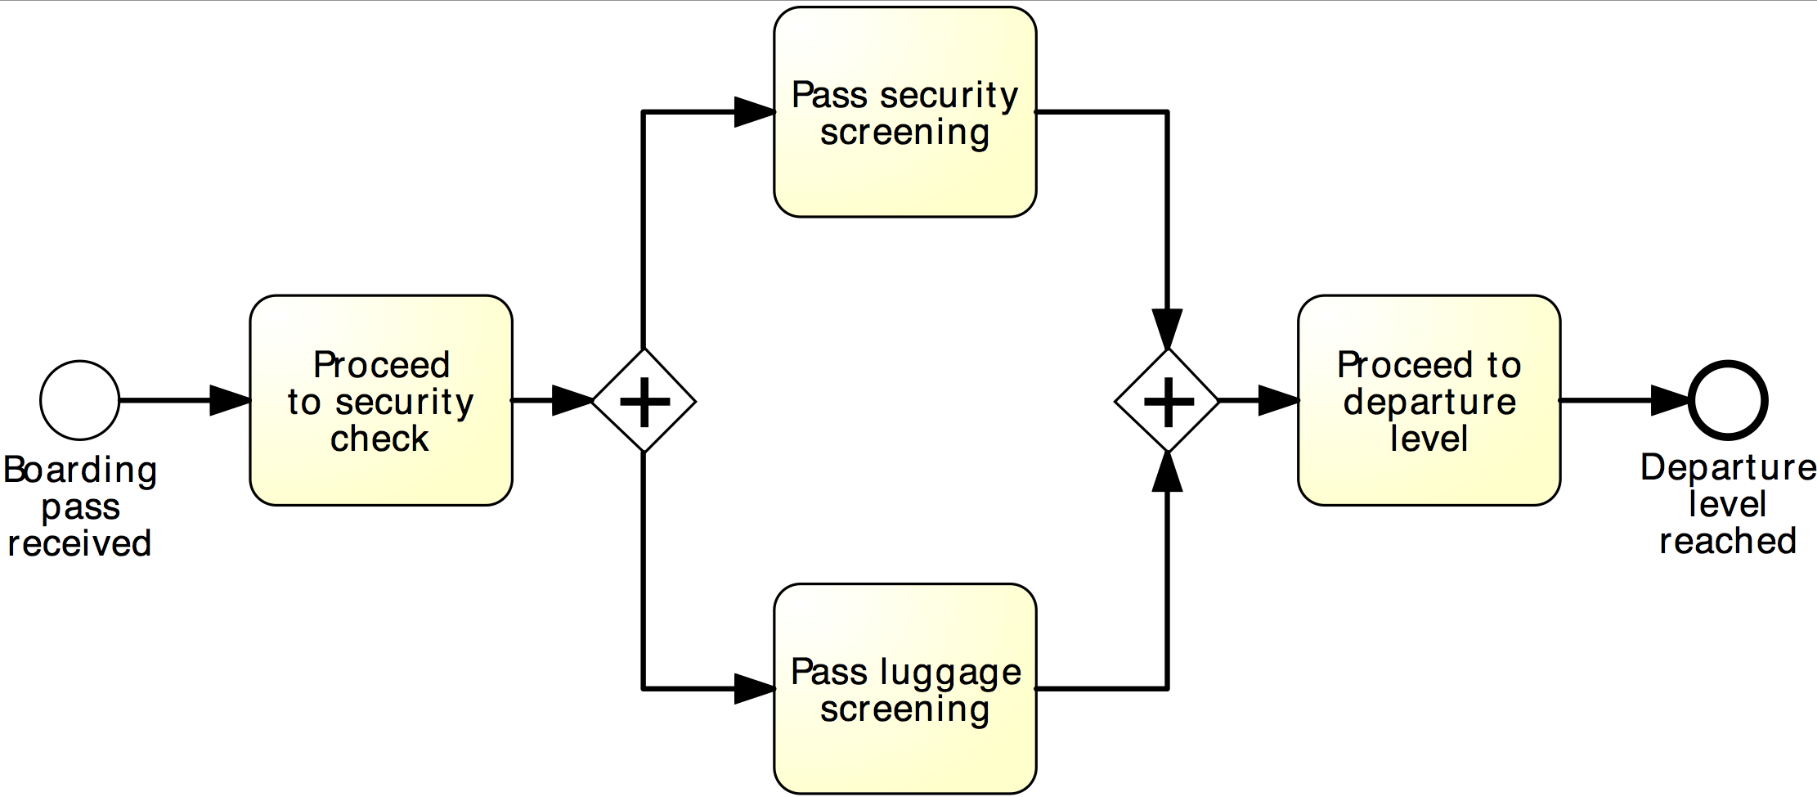 Boarding
pass
received
Proceed
to security
check
Pass security
screening
Pass luggage
screening
Proceed to
departure
level
Departure
level
reached